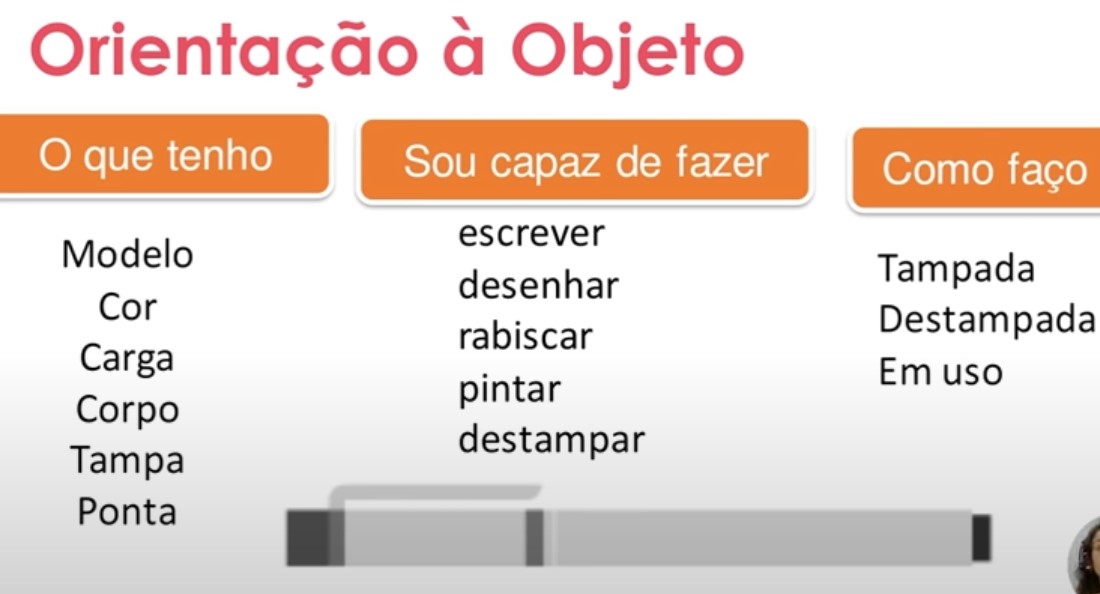 Orientação à Objeto
O que tenho
Modelo
Cor
Carga
Corpo
Tampa
Ponta
Sou capaz de fazer
escrever
desenhar
rabiscar
pintar
destampar
Como faço
Tampada
Destampada
Em uso